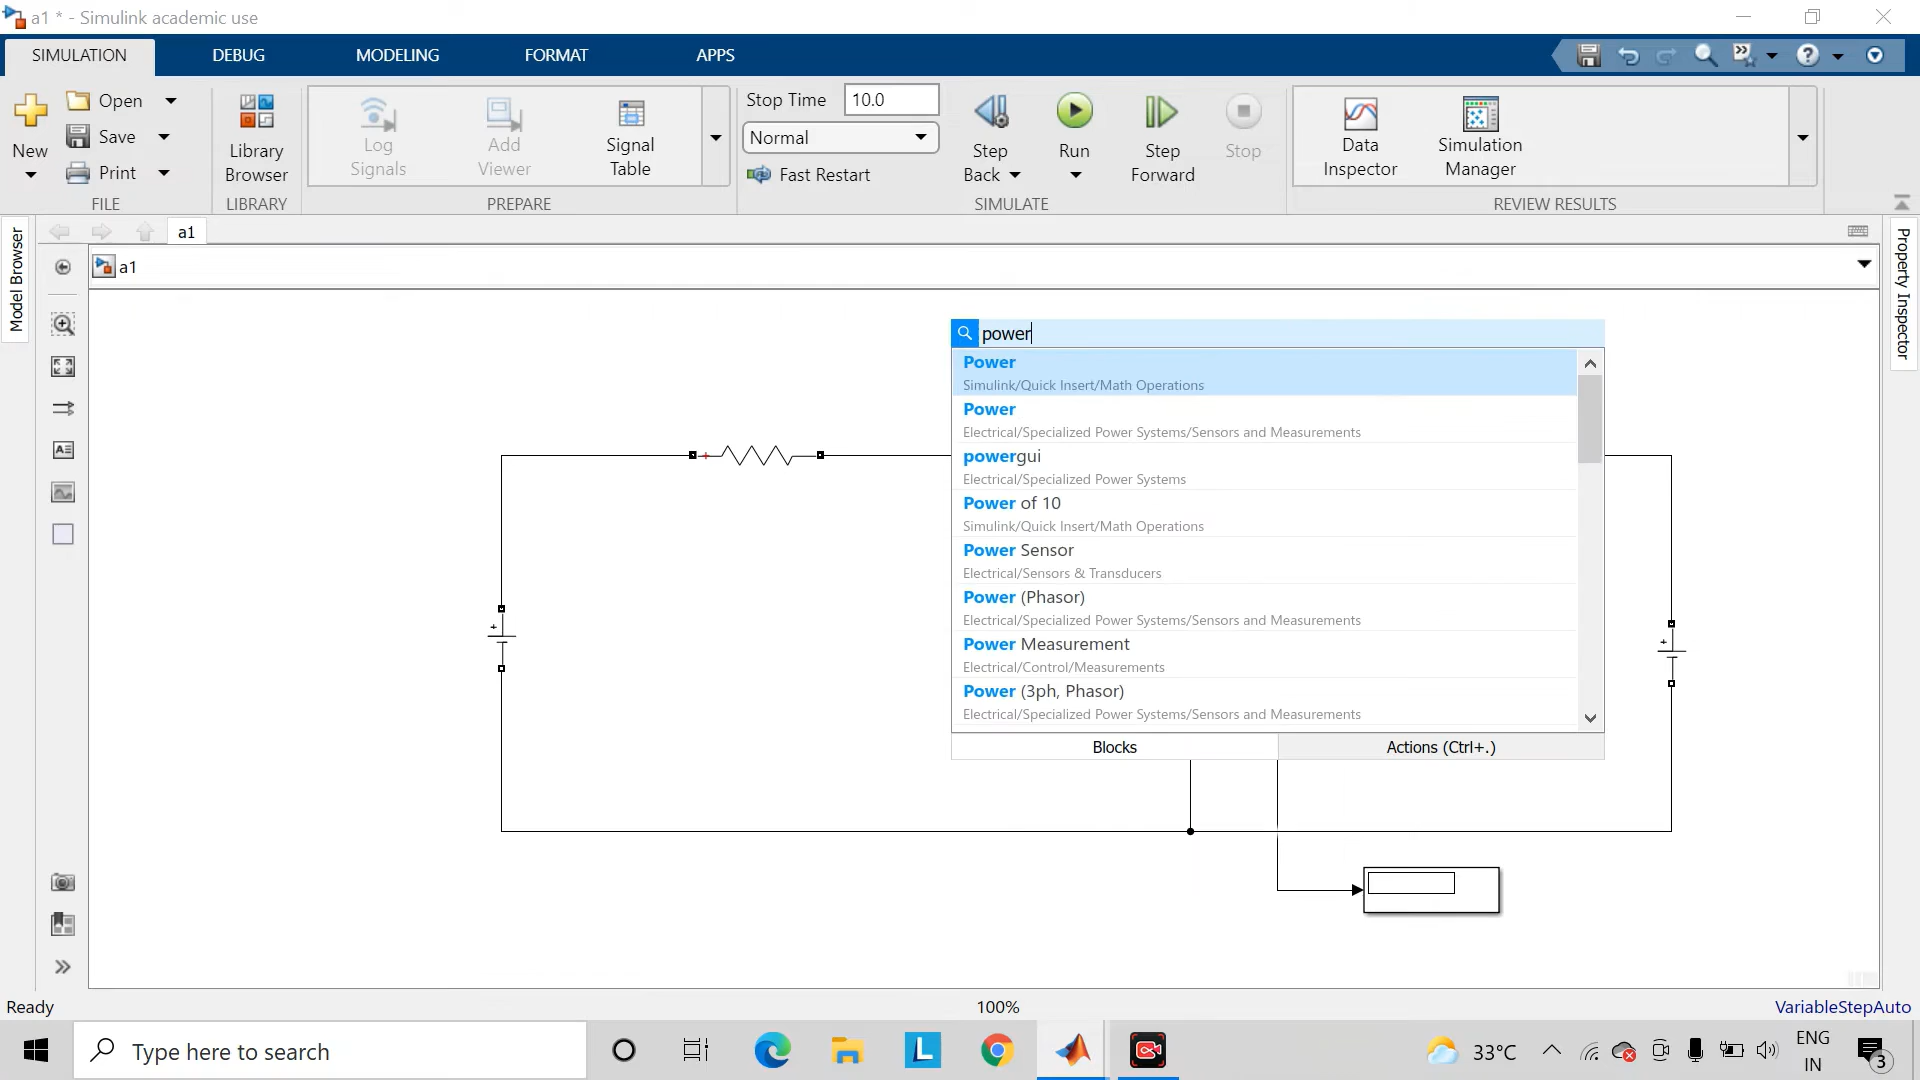 a1 * - Simulink academic use
SIMULATION
DEBUG
MODELING
FORMAT
APPS
New
Open
Save
Print
FILE
Library
Browser
LIBRARY
Log
Signals
Add
Viewer
Signal
Table
PREPARE
Stop Time
10.0
Normal
Fast Restart
Step
Back
Run
Step
Forward
Stop
SIMULATE
Data
Inspector
Simulation
Manager
REVIEW RESULTS
Model Browser
a1
a1
Property Inspector
power
Power
Simulink/Quick Insert/Math Operations
Power
Electrical/Specialized Power Systems/Sensors and Measurements
powergui
Electrical/Specialized Power Systems
Power of 10
Simulink/Quick Insert/Math Operations
Power Sensor
Electrical/Sensors & Transducers
Power (Phasor)
Electrical/Specialized Power Systems/Sensors and Measurements
Power Measurement
Electrical/Control/Measurements
Power (3ph, Phasor)
Electrical/Specialized Power Systems/Sensors and Measurements
Blocks
Actions (Ctrl+.)
Ready
100%
VariableStepAuto
Type here to search
33°C
ENG
IN
3